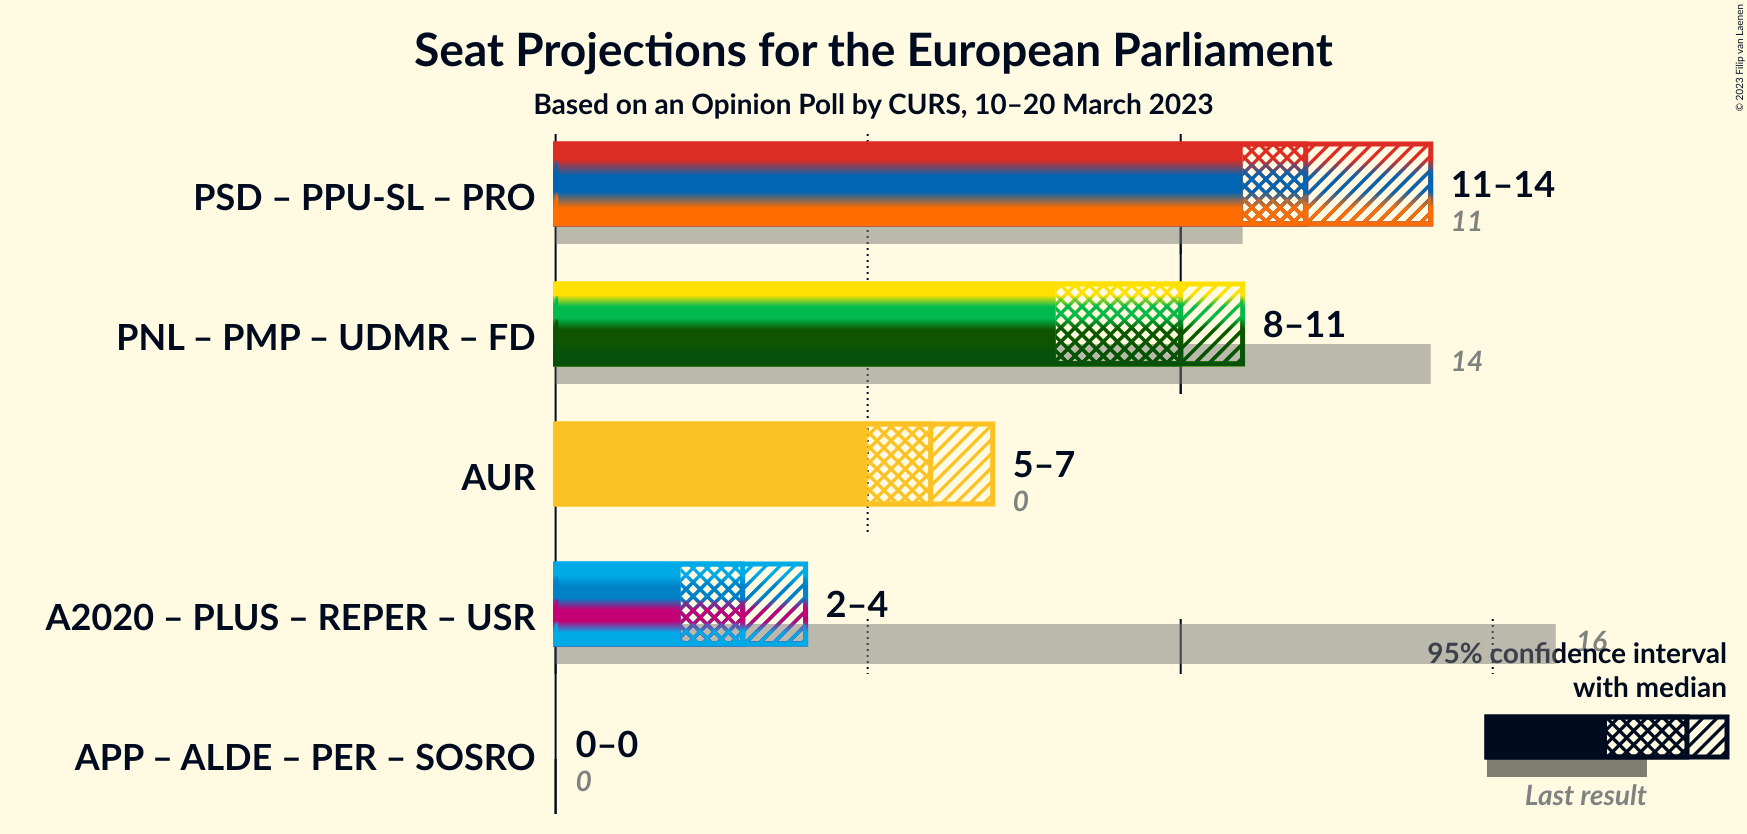 Seat Projections for the European Parliament
Based on an Opinion Poll by CURS, 10–20 March 2023
© 2023 Filip van Laenen
PSD – PPU-SL – PRO
11–14
11
PNL – PMP – UDMR – FD
8–11
14
AUR
5–7
0
A2020 – PLUS – REPER – USR
2–4
16
APP – ALDE – PER – SOSRO
0–0
0
95% confidence interval
with median
Last result